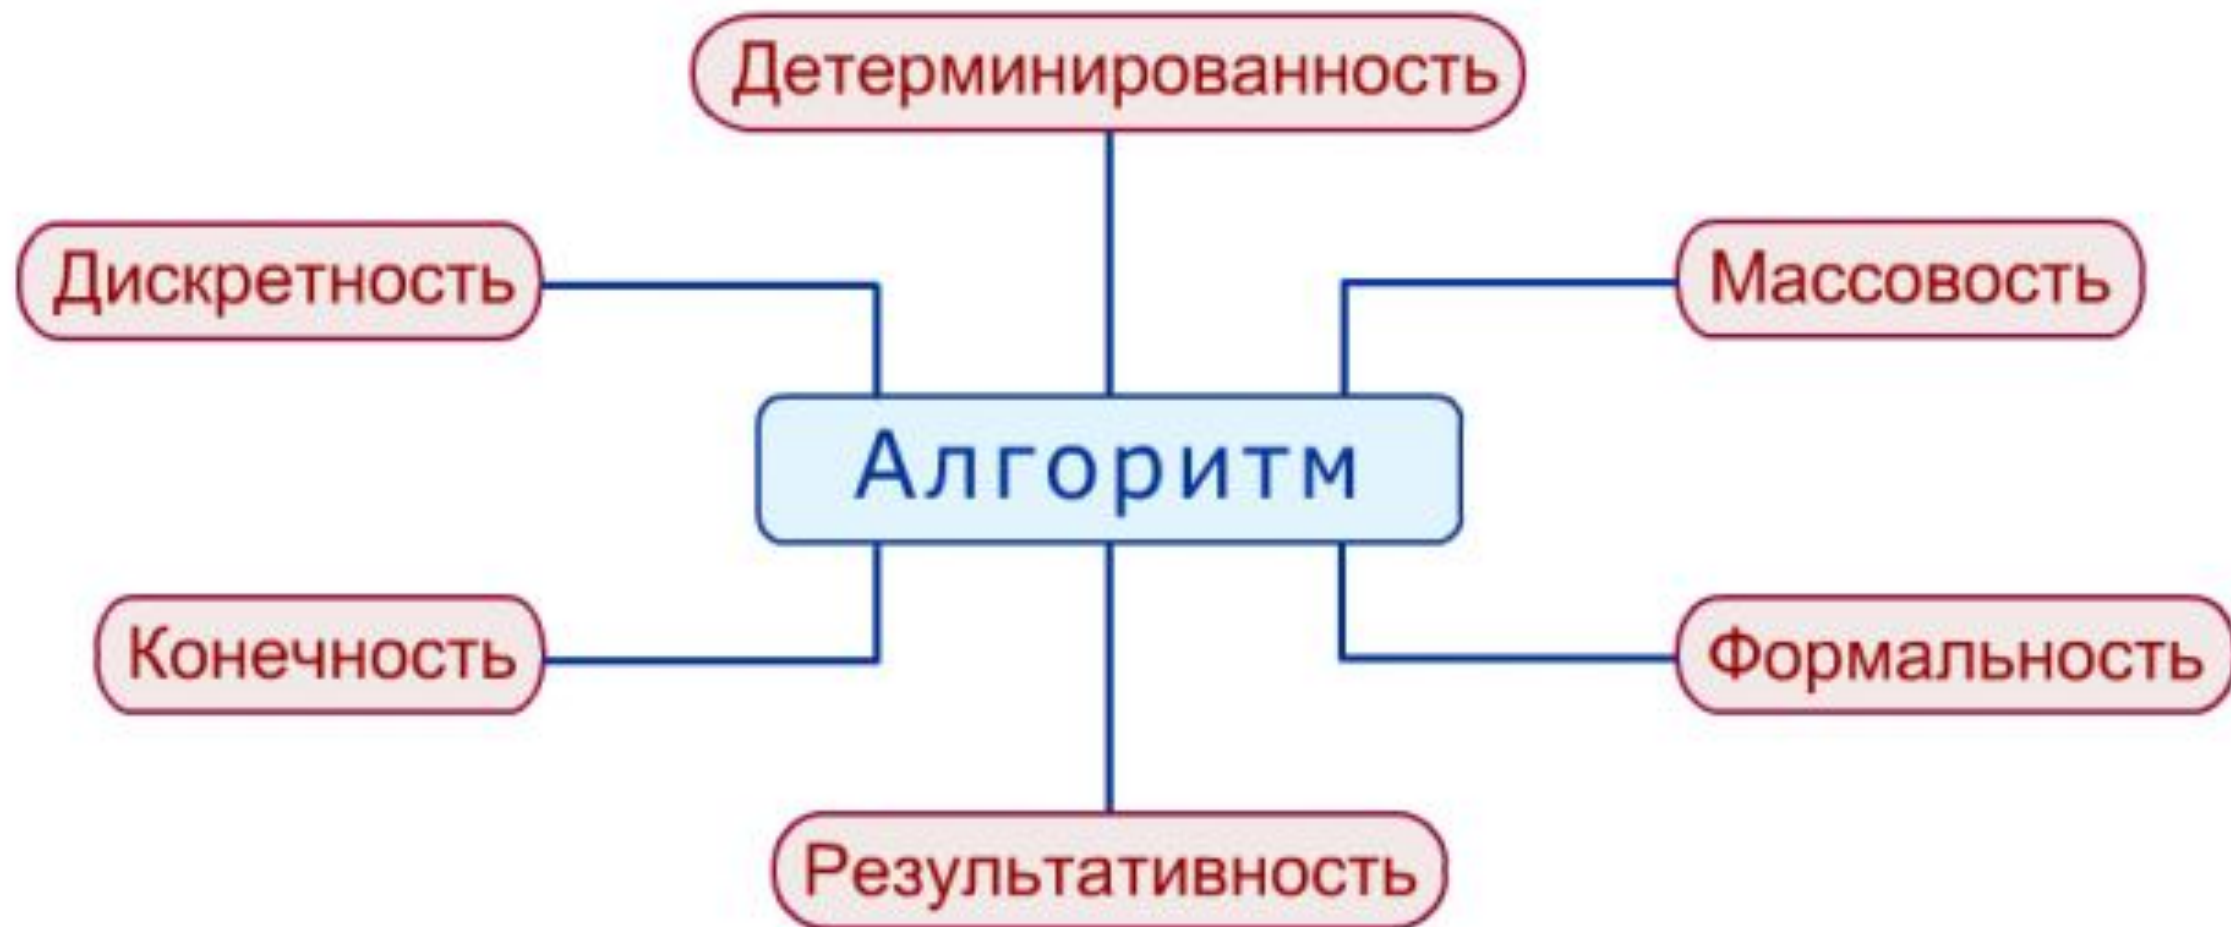 Детерминированность
Дискретность
Массовость
Алгоритм
Конечность
Формальность
Результативность